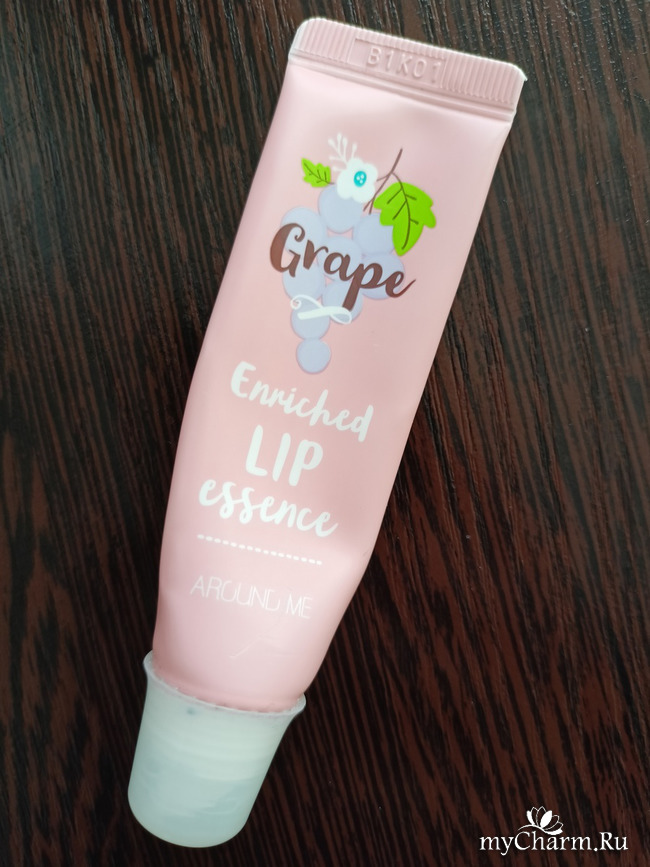 B1K01
Grape
Enriched
LIP
essence
AROUND ME
myCharm.Ru